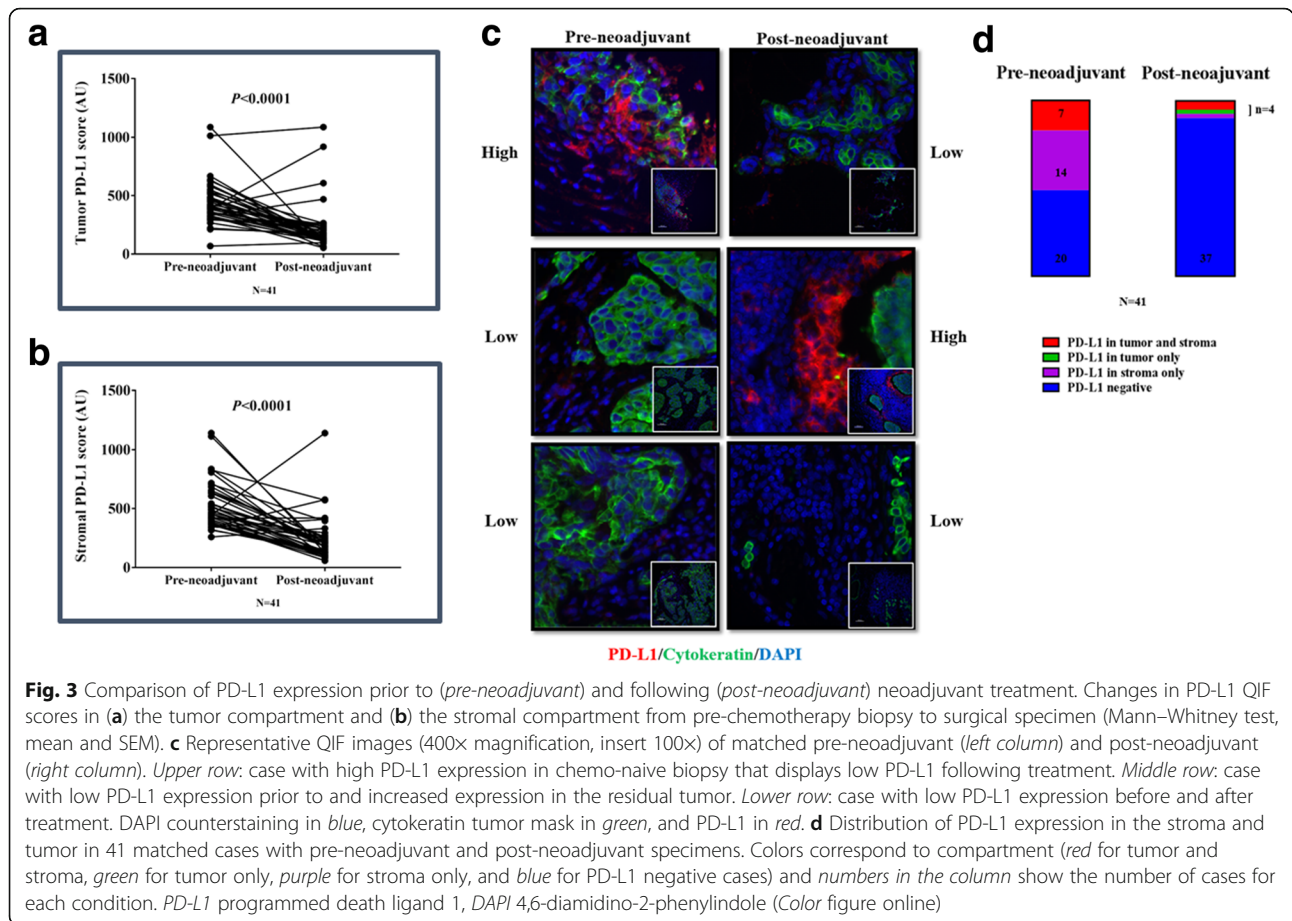 a
1500
1000
500
0
Tumor PD-L1 score (AU)
P<0.0001
Pre-neoadjuvant Post-neoadjuvant
N=41
b
1500
1000
500
0
Stromal PD-L1 score (AU)
P<0.0001
Pre-neoadjuvant Post-neoadjuvant
N=41
c
Pre-neoadjuvant Post-neoadjuvant
High Low
Low High
Low Low
PD-L1/Cytokeratin/DAPI
d
Pre-neoadjuvant Post-neoajuvant
7
14
20
] n=4
37
N=41
PD-L1 in tumor and stroma
PD-L1 in tumor only
PD-L1 in stroma only
PD-L1 negative
Fig. 3 Comparison of PD-L1 expression prior to (pre-neoadjuvant) and following (post-neoadjuvant) neoadjuvant treatment. Changes in PD-L1 QIF
scores in (a) the tumor compartment and (b) the stromal compartment from pre-chemotherapy biopsy to surgical specimen (Mann–Whitney test,
mean and SEM). c Representative QIF images (400× magnification, insert 100×) of matched pre-neoadjuvant (left column) and post-neoadjuvant
(right column). Upper row: case with high PD-L1 expression in chemo-naive biopsy that displays low PD-L1 following treatment. Middle row: case
with low PD-L1 expression prior to and increased expression in the residual tumor. Lower row: case with low PD-L1 expression before and after
treatment. DAPI counterstaining in blue, cytokeratin tumor mask in green, and PD-L1 in red. d Distribution of PD-L1 expression in the stroma and
tumor in 41 matched cases with pre-neoadjuvant and post-neoadjuvant specimens. Colors correspond to compartment (red for tumor and
stroma, green for tumor only, purple for stroma only, and blue for PD-L1 negative cases) and numbers in the column show the number of cases for
each condition. PD-L1 programmed death ligand 1, DAPI 4,6-diamidino-2-phenylindole (Color figure online)